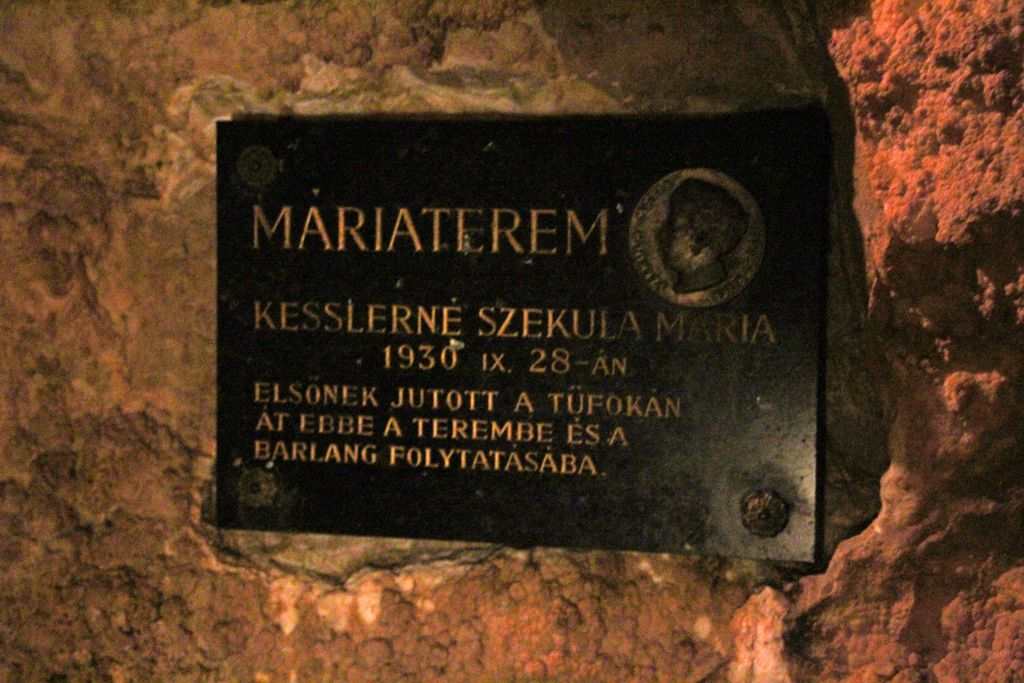 MÁRIATEREM
KESSLERNÉ SZEKULA MÁRIA
1930 IX. 28-ÁN
ELSŐNEK JUTOTT A TŰFOKÁN
ÁT EBBE A TEREMBE ÉS A
BARLANG FOLYTATÁSÁBA.